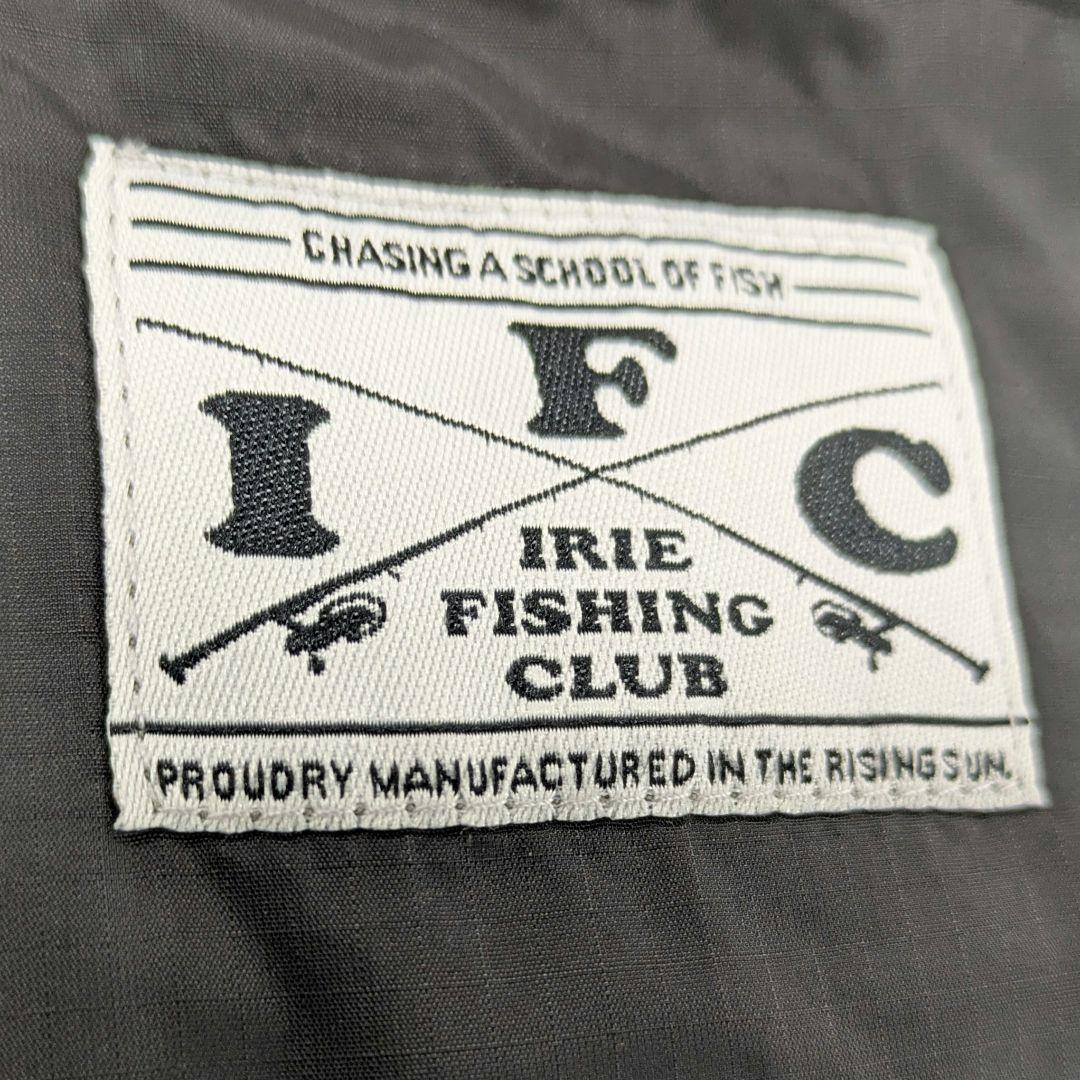 CHASING A SCHOOL OF FISH
I F C
IRIE
FISHING
CLUB
PROUDRY MANUFACTURED IN THE RISING SUN.